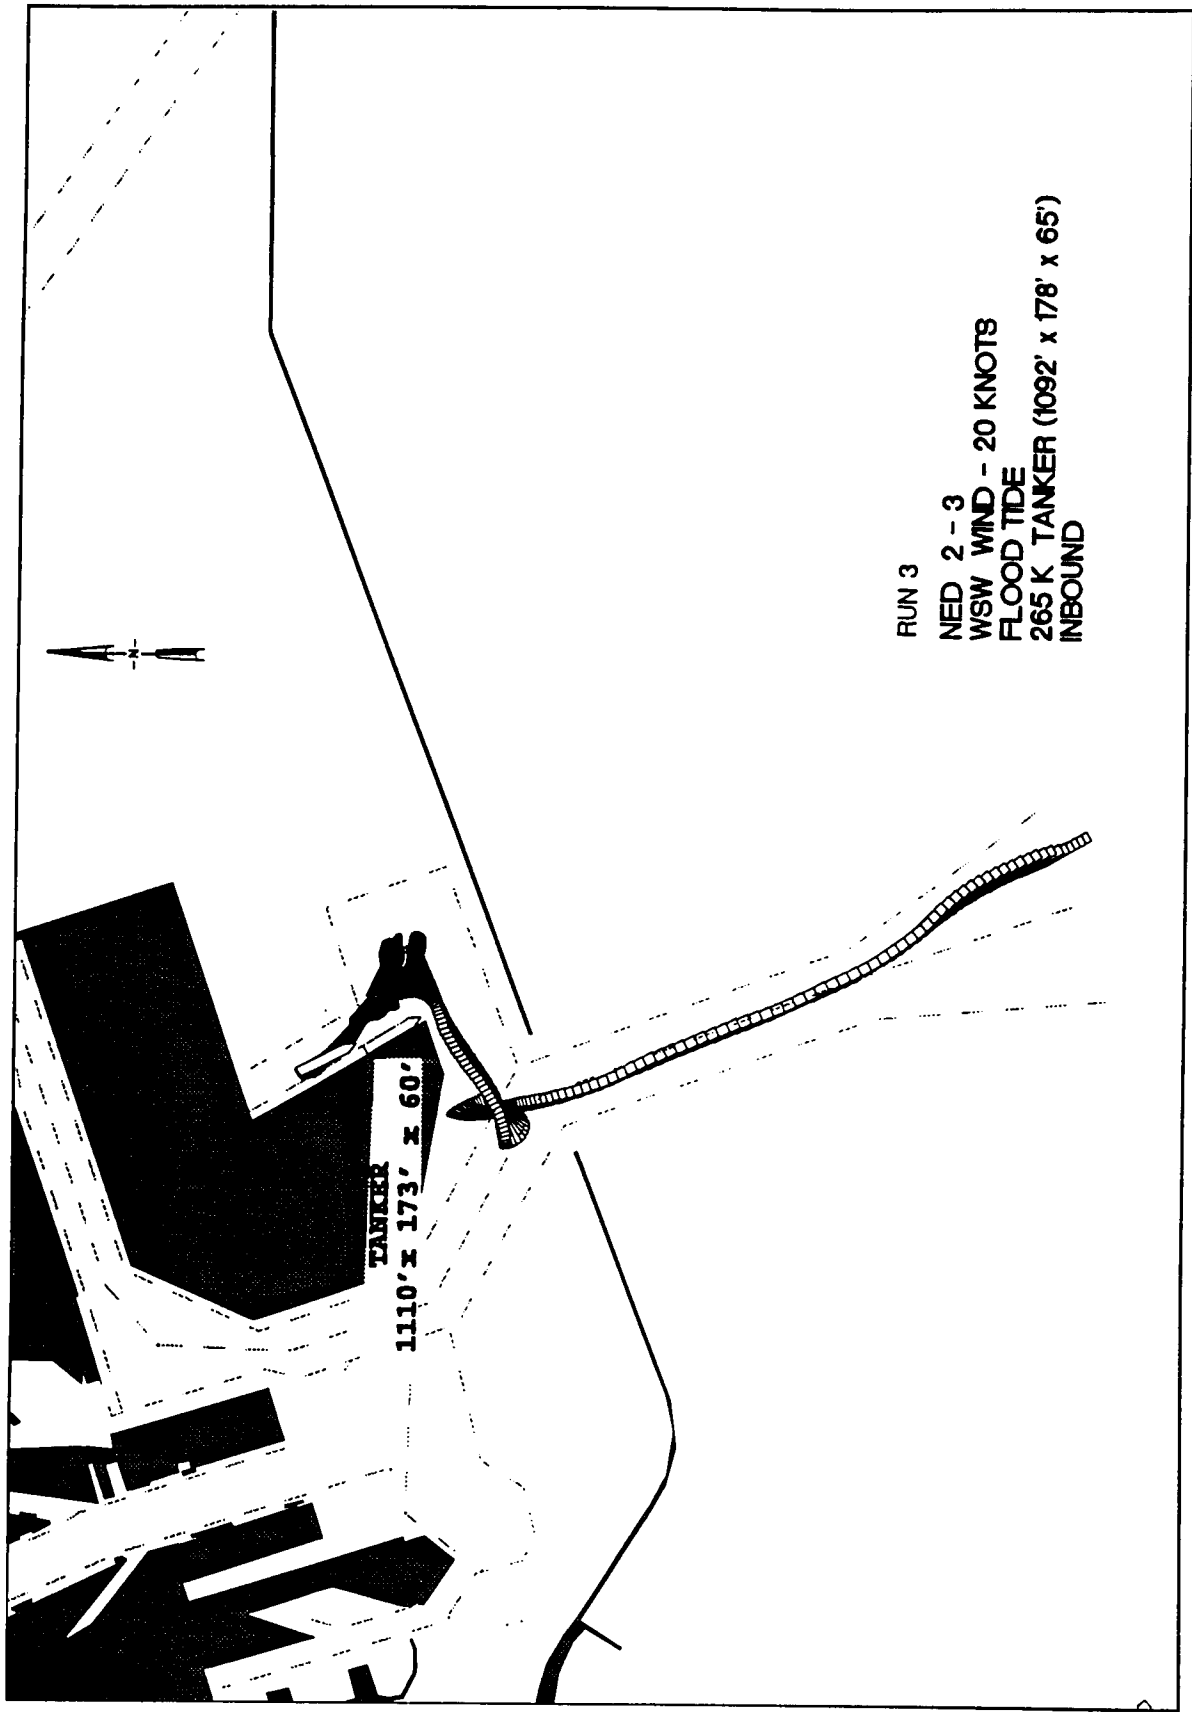 -N-
TANKER
1110' x 173' x 60'
RUN 3
NED 2 - 3
WSW WIND - 20 KNOTS
FLOOD TIDE
265 K TANKER (1092' x 178' x 65')
INBOUND